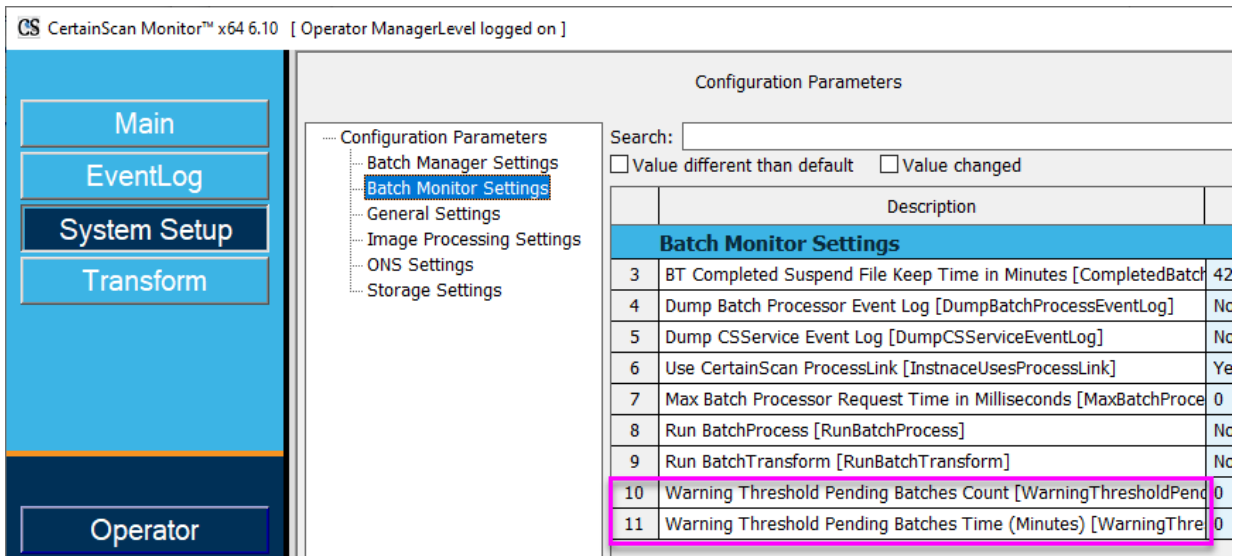 CS CertainScan Monitor™ x64 6.10 [ Operator ManagerLevel logged on ]
Main
EventLog
System Setup
Transform
Operator
Configuration Parameters
Batch Manager Settings
Batch Monitor Settings
General Settings
Image Processing Settings
ONS Settings
Storage Settings
Configuration Parameters
Search:
Value different than default Value changed
Description
Batch Monitor Settings
3 BT Completed Suspend File Keep Time in Minutes [CompletedBatch 42
4 Dump Batch Processor Event Log [DumpBatchProcessEventLog] No
5 Dump CSService Event Log [DumpCSServiceEventLog] No
6 Use CertainScan ProcessLink [InstnaceUsesProcessLink] Ye
7 Max Batch Processor Request Time in Milliseconds [MaxBatchProce 0
8 Run BatchProcess [RunBatchProcess] No
9 Run BatchTransform [RunBatchTransform] No
10 Warning Threshold Pending Batches Count [WarningThresholdPend 0
11 Warning Threshold Pending Batches Time (Minutes) [WarningThre 0